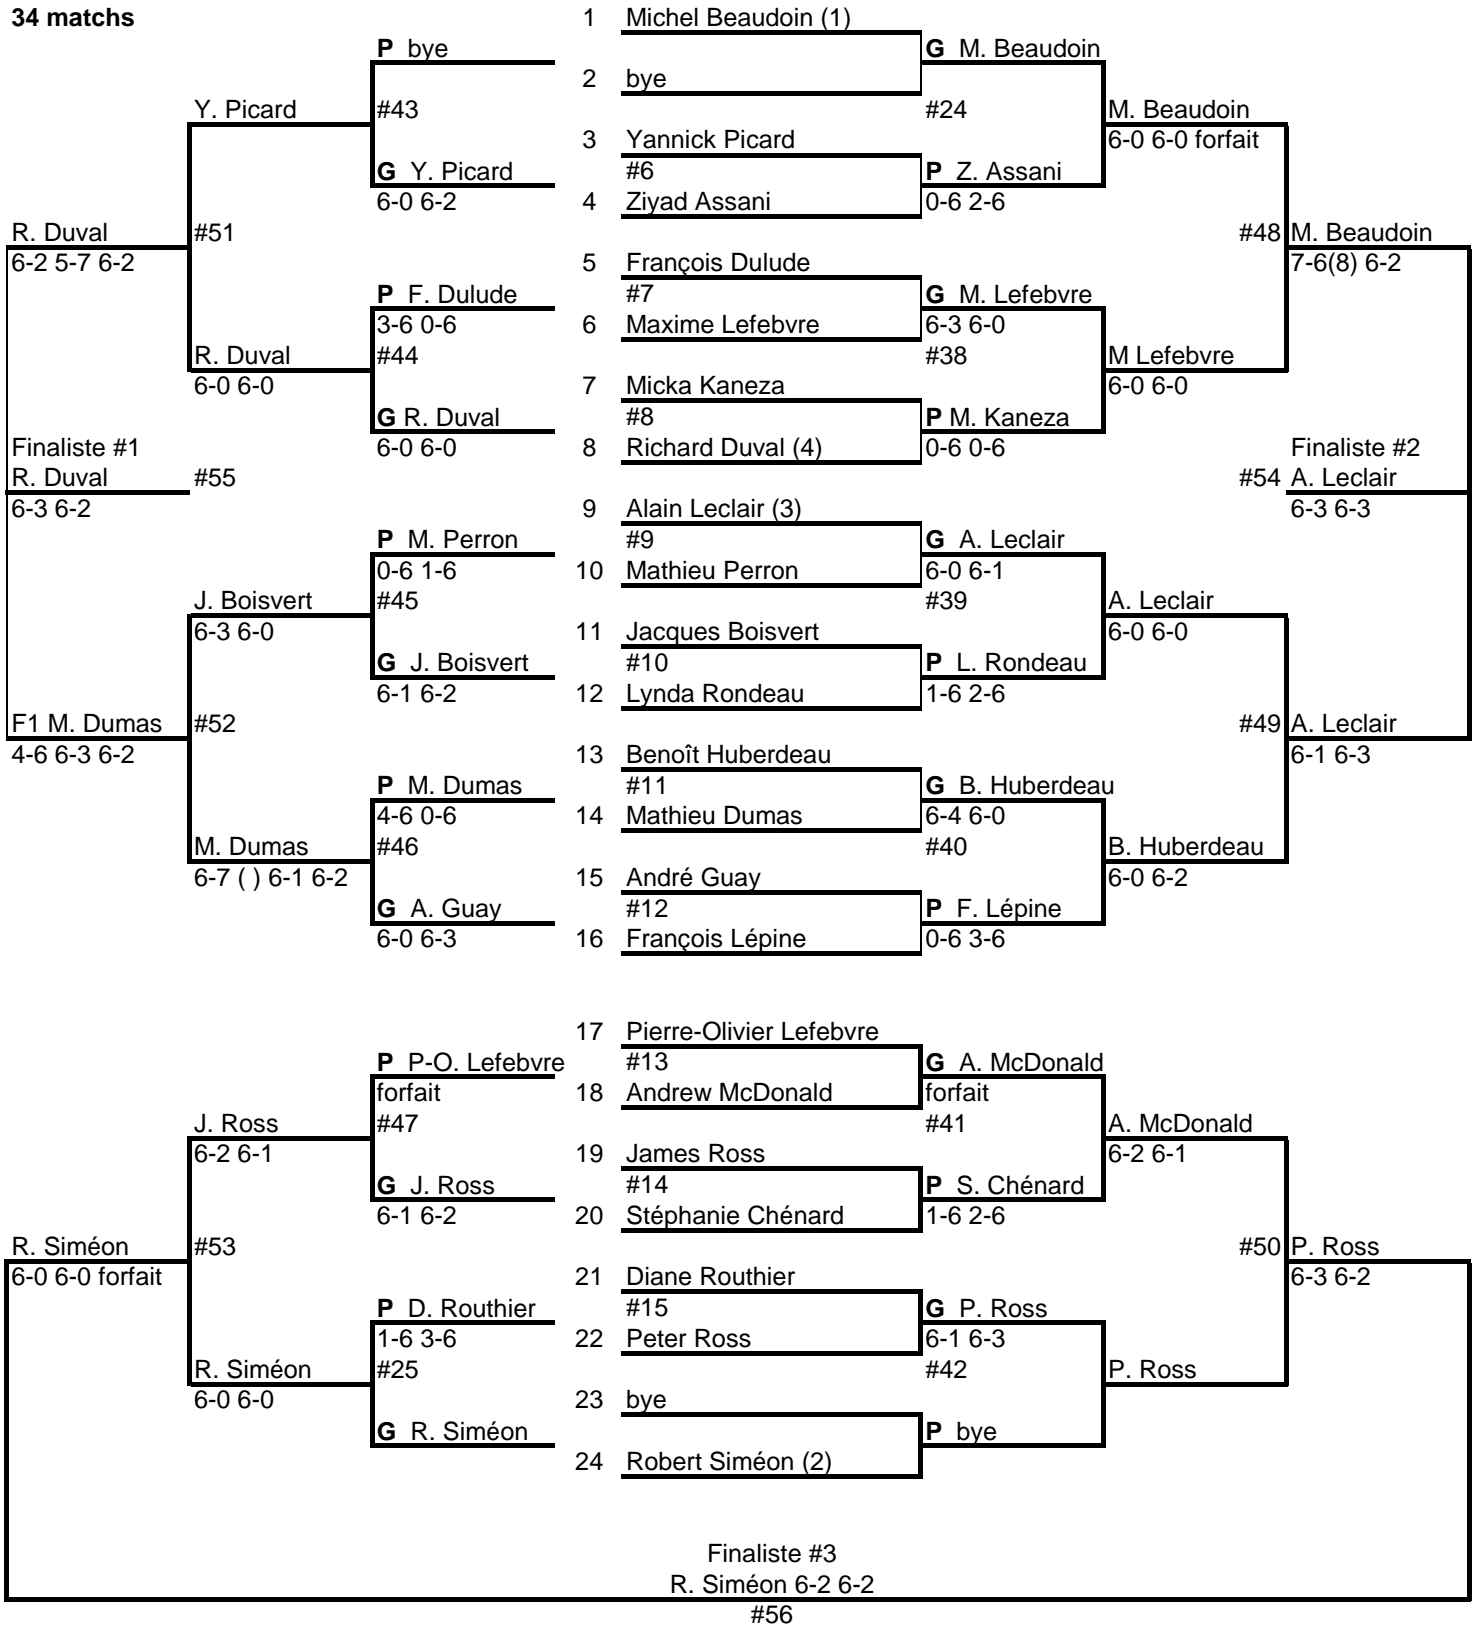 34 matchs
1 Michel Beaudoin (1)
P bye
G M. Beaudoin
2 bye
Y. Picard
#43
#24
M. Beaudoin
3 Yannick Picard
6-0 6-0 forfait
G Y. Picard
#6
P Z. Assani
6-0 6-2
4 Ziyad Assani
0-6 2-6
R. Duval
#51
#48 M. Beaudoin
6-2 5-7 6-2
5 François Dulude
7-6(8) 6-2
P F. Dulude
#7
G M. Lefebvre
3-6 0-6
6 Maxime Lefebvre
6-3 6-0
R. Duval
#44
#38
M Lefebvre
6-0 6-0
7 Micka Kaneza
6-0 6-0
G R. Duval
#8
P M. Kaneza
Finaliste #1
6-0 6-0
8 Richard Duval (4)
0-6 0-6
Finaliste #2
R. Duval
#55
#54 A. Leclair
6-3 6-2
9 Alain Leclair (3)
6-3 6-3
P M. Perron
#9
G A. Leclair
0-6 1-6
10 Mathieu Perron
6-0 6-1
J. Boisvert
#45
#39
A. Leclair
6-3 6-0
11 Jacques Boisvert
6-0 6-0
G J. Boisvert
#10
P L. Rondeau
6-1 6-2
12 Lynda Rondeau
1-6 2-6
F1 M. Dumas
#52
#49 A. Leclair
4-6 6-3 6-2
13 Benoît Huberdeau
6-1 6-3
P M. Dumas
#11
G B. Huberdeau
4-6 0-6
14 Mathieu Dumas
6-4 6-0
M. Dumas
#46
#40
B. Huberdeau
6-7 ( ) 6-1 6-2
15 André Guay
6-0 6-2
G A. Guay
#12
P F. Lépine
6-0 6-3
16 François Lépine
0-6 3-6
17 Pierre-Olivier Lefebvre
P P-O. Lefebvre
#13
G A. McDonald
forfait
18 Andrew McDonald
forfait
J. Ross
#47
#41
A. McDonald
6-2 6-1
19 James Ross
6-2 6-1
G J. Ross
#14
P S. Chénard
6-1 6-2
20 Stéphanie Chénard
1-6 2-6
R. Siméon
#53
#50 P. Ross
6-0 6-0 forfait
21 Diane Routhier
6-3 6-2
P D. Routhier
#15
G P. Ross
1-6 3-6
22 Peter Ross
6-1 6-3
R. Siméon
#25
#42
P. Ross
6-0 6-0
23 bye
G R. Siméon
P bye
24 Robert Siméon (2)
Finaliste #3
R. Siméon 6-2 6-2
#56